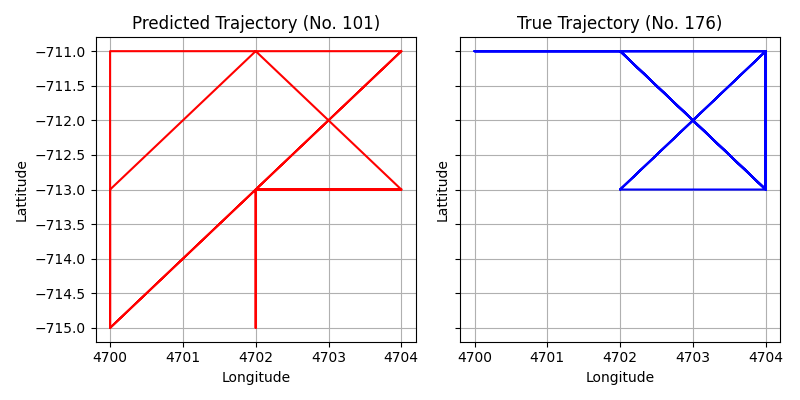 Predicted Trajectory (No. 101)
True Trajectory (No. 176)
−711.0
−711.5
−712.0
−712.5
−713.0
−713.5
−714.0
−714.5
−715.0
Lattitude
Lattitude
4700 4701 4702 4703 4704
4700 4701 4702 4703 4704
Longitude
Longitude